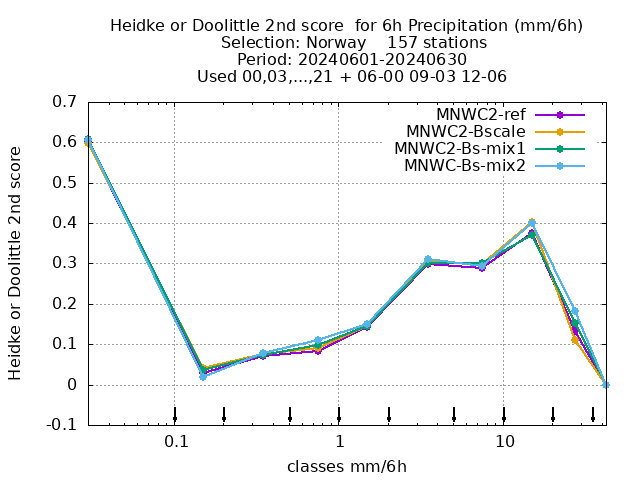 Heidke or Doolittle 2nd score  for 6h Precipitation (mm/6h)
Selection: Norway    157 stations
Period: 20240601-20240630
Used 00,03,...,21 + 06-00 09-03 12-06
MNWC2-ref
MNWC2-Bscale
MNWC2-Bs-mix1
MNWC-Bs-mix2
Heidke or Doolittle 2nd score
0.7
0.6
0.5
0.4
0.3
0.2
0.1
0
-0.1
0.1 1 10
classes mm/6h